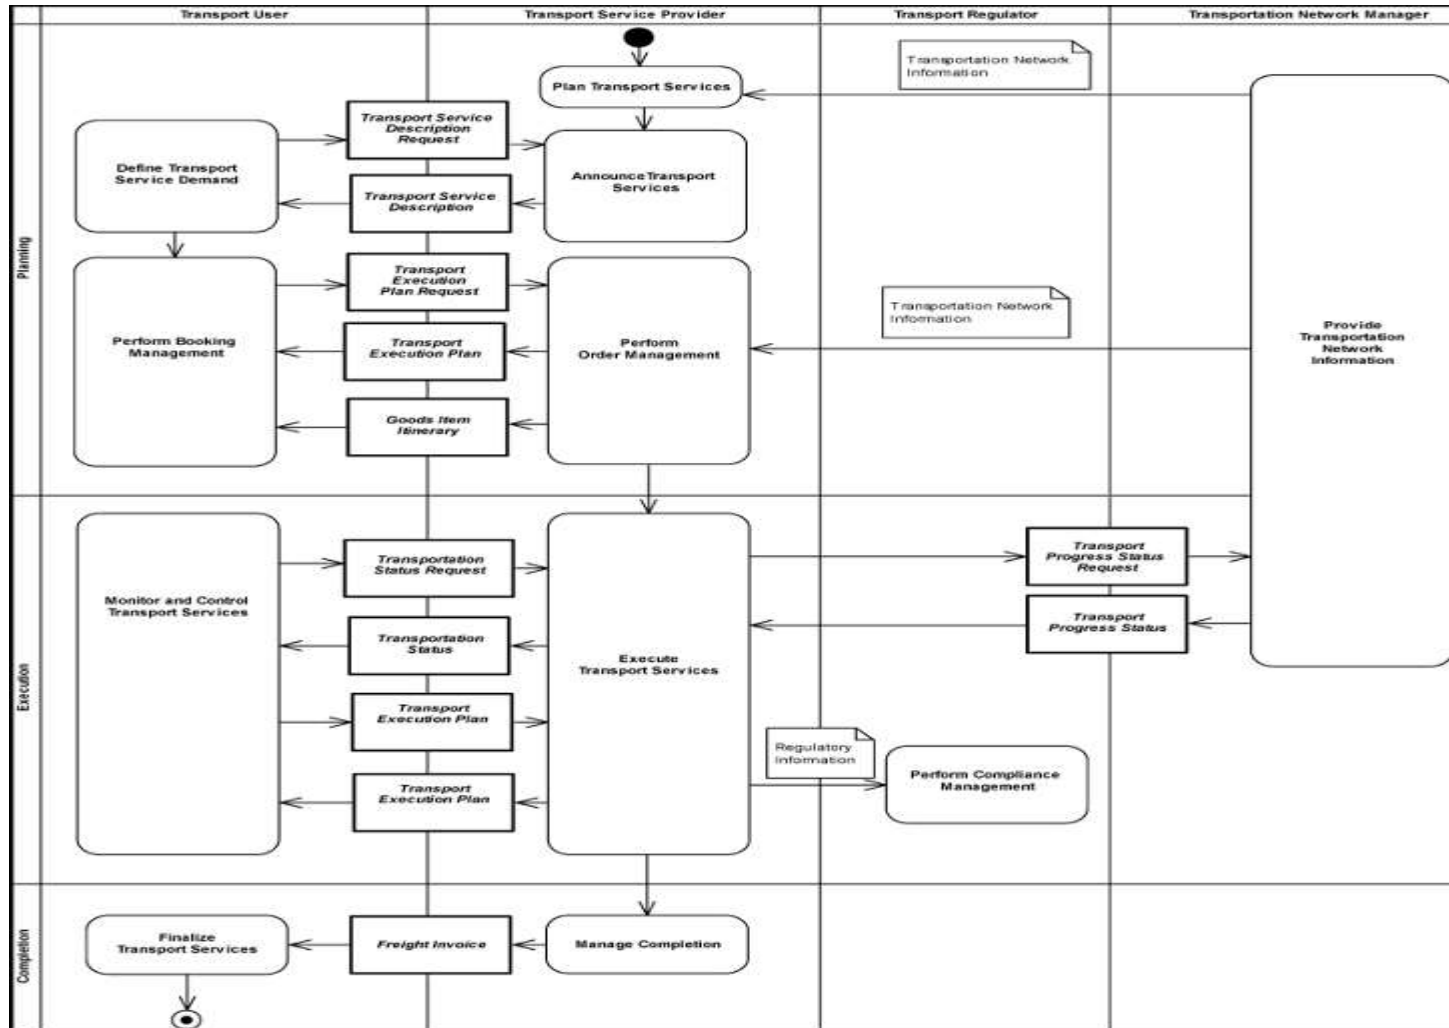 Transport User
Transport Service Provider
Transport Regulator
Transportation Network Manager
Planning
Plan Transport Services
Transportation Network
Information
Transport Service
Description
Request
Define Transport
Service Demand
AnnounceTransport
Services
Transport Service
Description
Transport
Execution
Plan Request
Transportation Network
Information
Perform Booking
Management
Transport
Execution Plan
Perform
Order Management
Provide
Transportation
Network
Information
Goods Item
Itinerary
Execution
Transportation
Status Request
Transport
Progress Status
Request
Monitor and Control
Transport Services
Transport
Progress Status
Transportation
Status
Execute
Transport Services
Transport
Execution Plan
Regulatory
Information
Perform Compliance
Management
Transport
Execution Plan
Completion
Finalize
Transport Services
Freight Invoice
Manage Completion